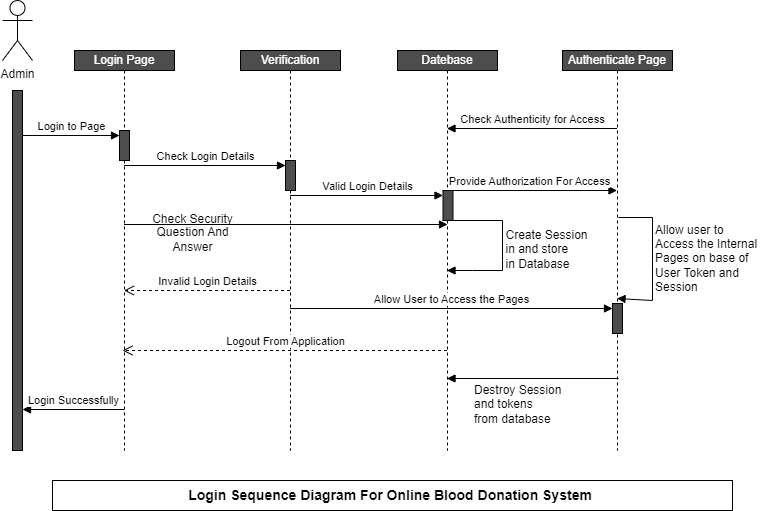 Admin
Login Page
Verification
Datebase
Authenticate Page
Check Authenticity for Access
Login to Page
Check Login Details
Valid Login Details
Provide Authorization For Access
Check Security
Question And
Answer
Create Session
in and store
in Database
Allow user to
Access the Internal
Pages on base of
User Token and
Session
Invalid Login Details
Allow User to Access the Pages
Logout From Application
Destroy Session
and tokens
from database
Login Successfully
Login Sequence Diagram For Online Blood Donation System